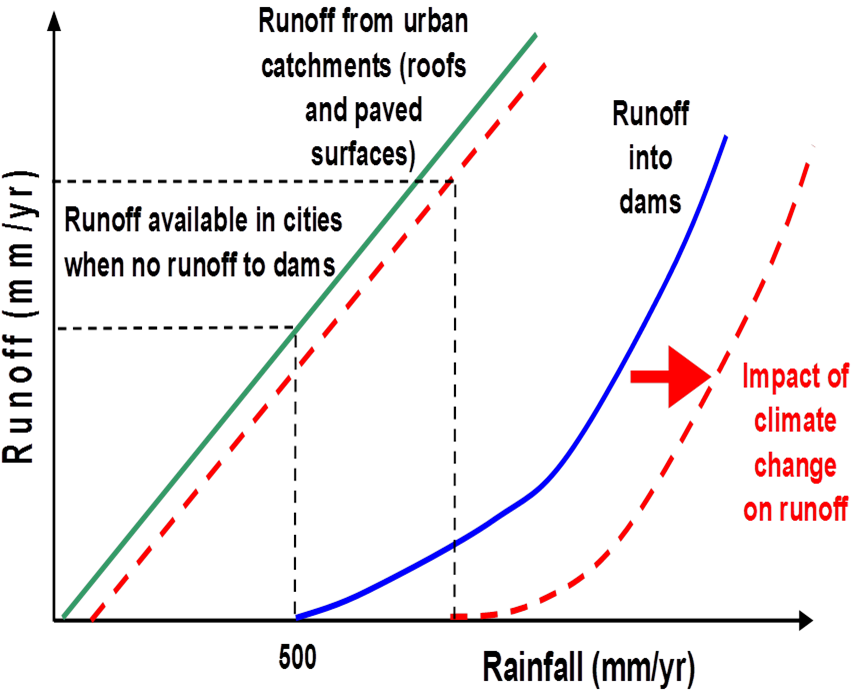 Runoff from urban
catchments (roofs
and paved
surfaces)
Runoff
into
dams
Runoff available in cities
when no runoff to dams
Runoff (mm/yr)
Impact of
climate
change
on runoff
500
Rainfall (mm/yr)